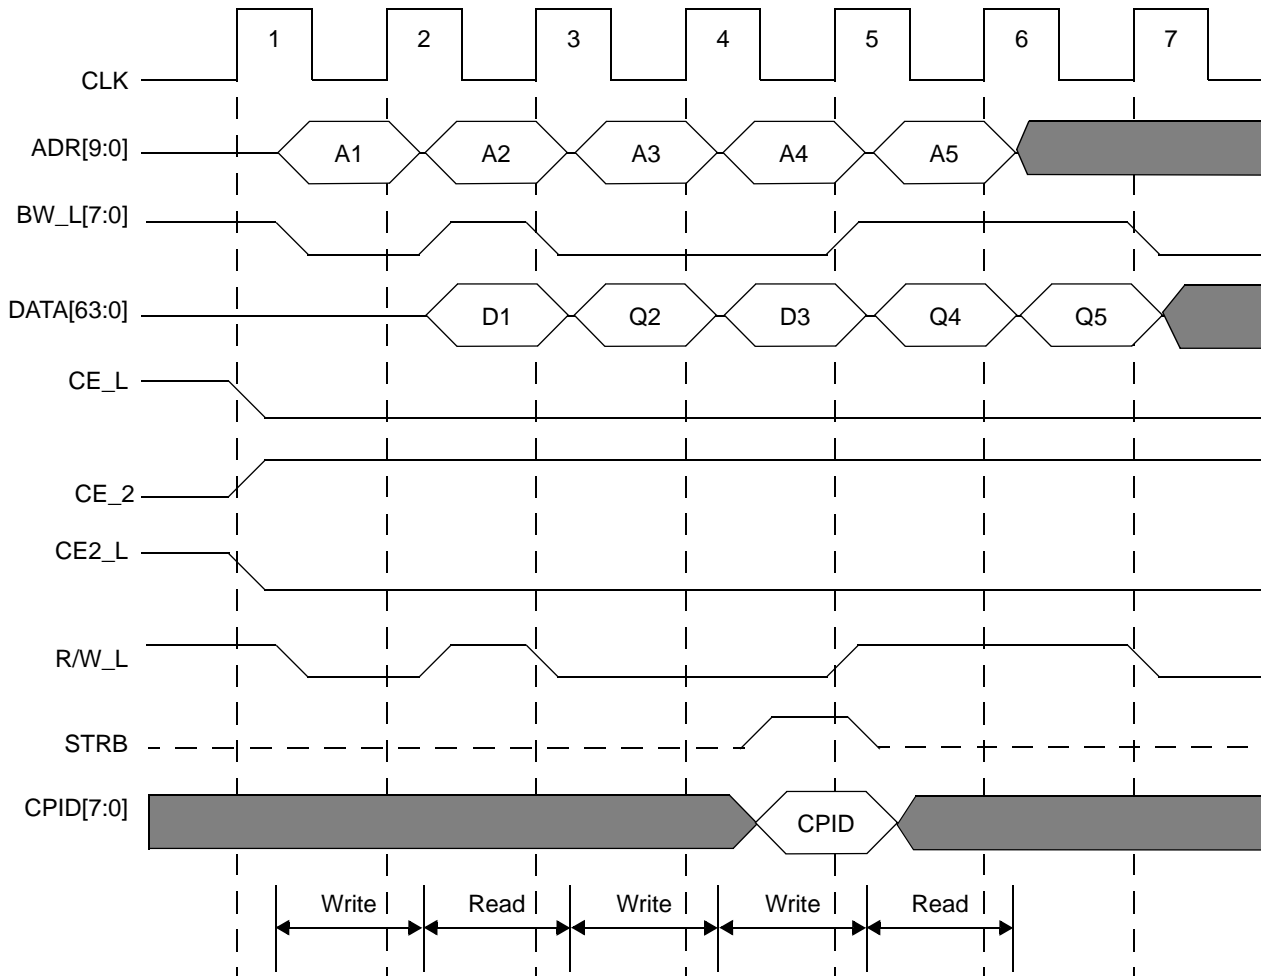 1 2 3 4 5 6 7
CLK
ADR[9:0] A1 A2 A3 A4 A5
BW_L[7:0]
DATA[63:0] D1 Q2 D3 Q4 Q5
CE_L
CE_2
CE2_L
R/W_L
STRB
CPID[7:0] CPID
Write Read Write Write Read